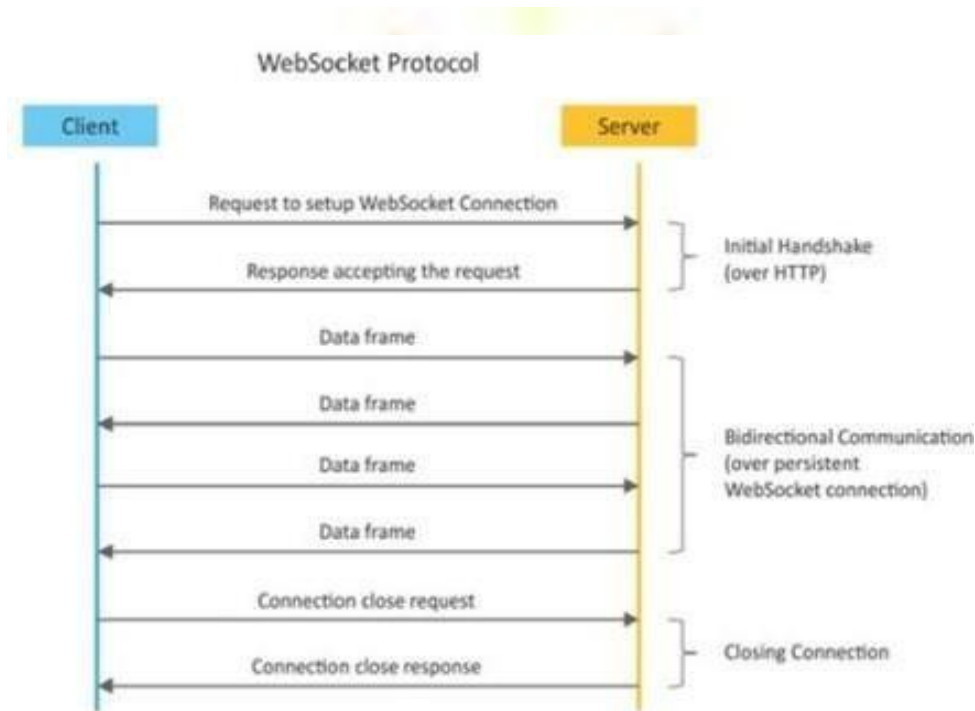 WebSocket Protocol
Client
Server
Request to setup WebSocket Connection
Initial Handshake
(over HTTP)
Response accepting the request
Data frame
Data frame
Bidirectional Communication
(over persistent
WebSocket connection)
Data frame
Data frame
Connection close request
Closing Connection
Connection close response